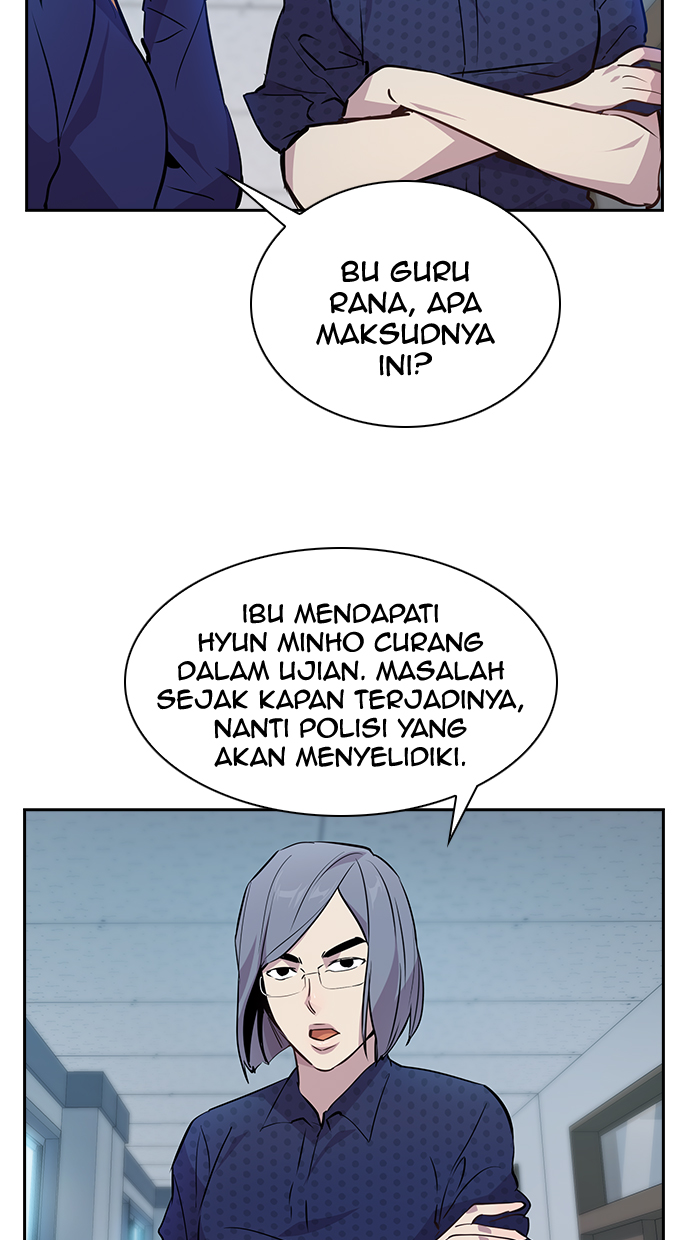 BU GURU
RANA, APA
MAKSUDNYA
INI?
IBU MENDAPATI
HYUN MINHO CURANG
DALAM UJIAN. MASALAH
SEJAK KAPAN TERJADINYA,
NANTI POLISI YANG
AKAN MENYELIDIKI.